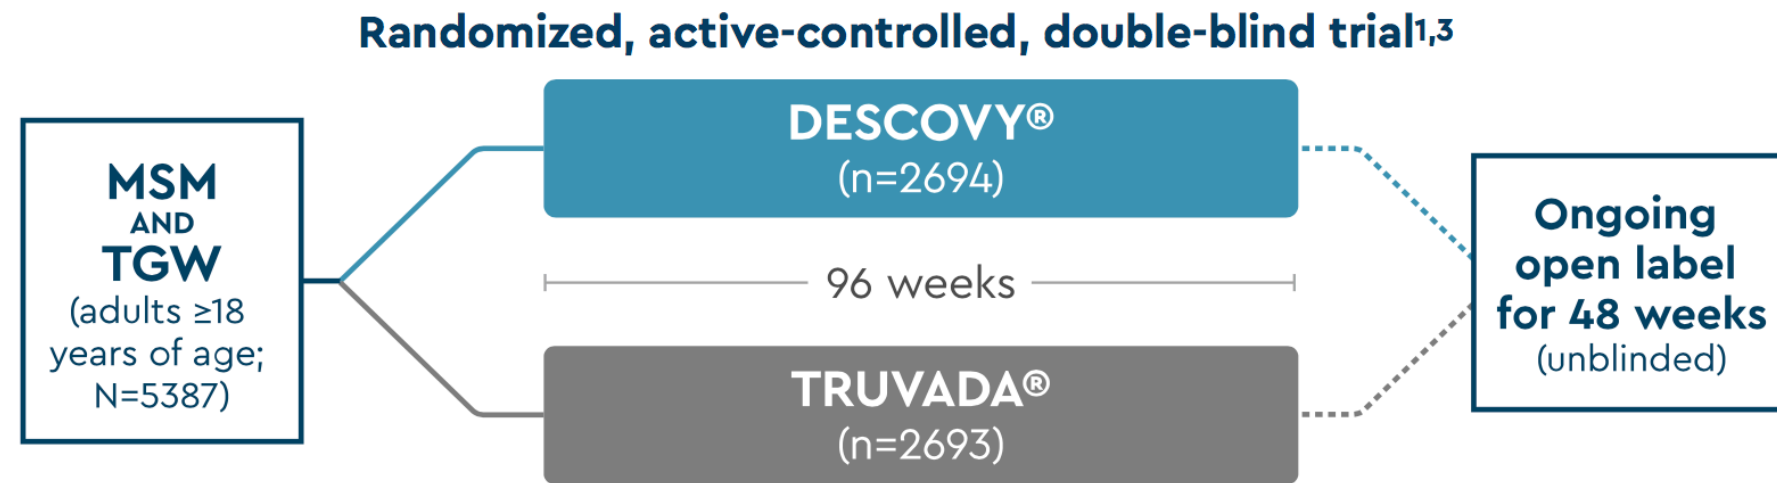 Randomized, active-controlled, double-blind trial1,3
MSM
AND
TGW
(adults ≥18
years of age;
N=5387)
DESCOVY®
(n=2694)
96 weeks
TRUVADA®
(n=2693)
Ongoing
open label
for 48 weeks
(unblinded)